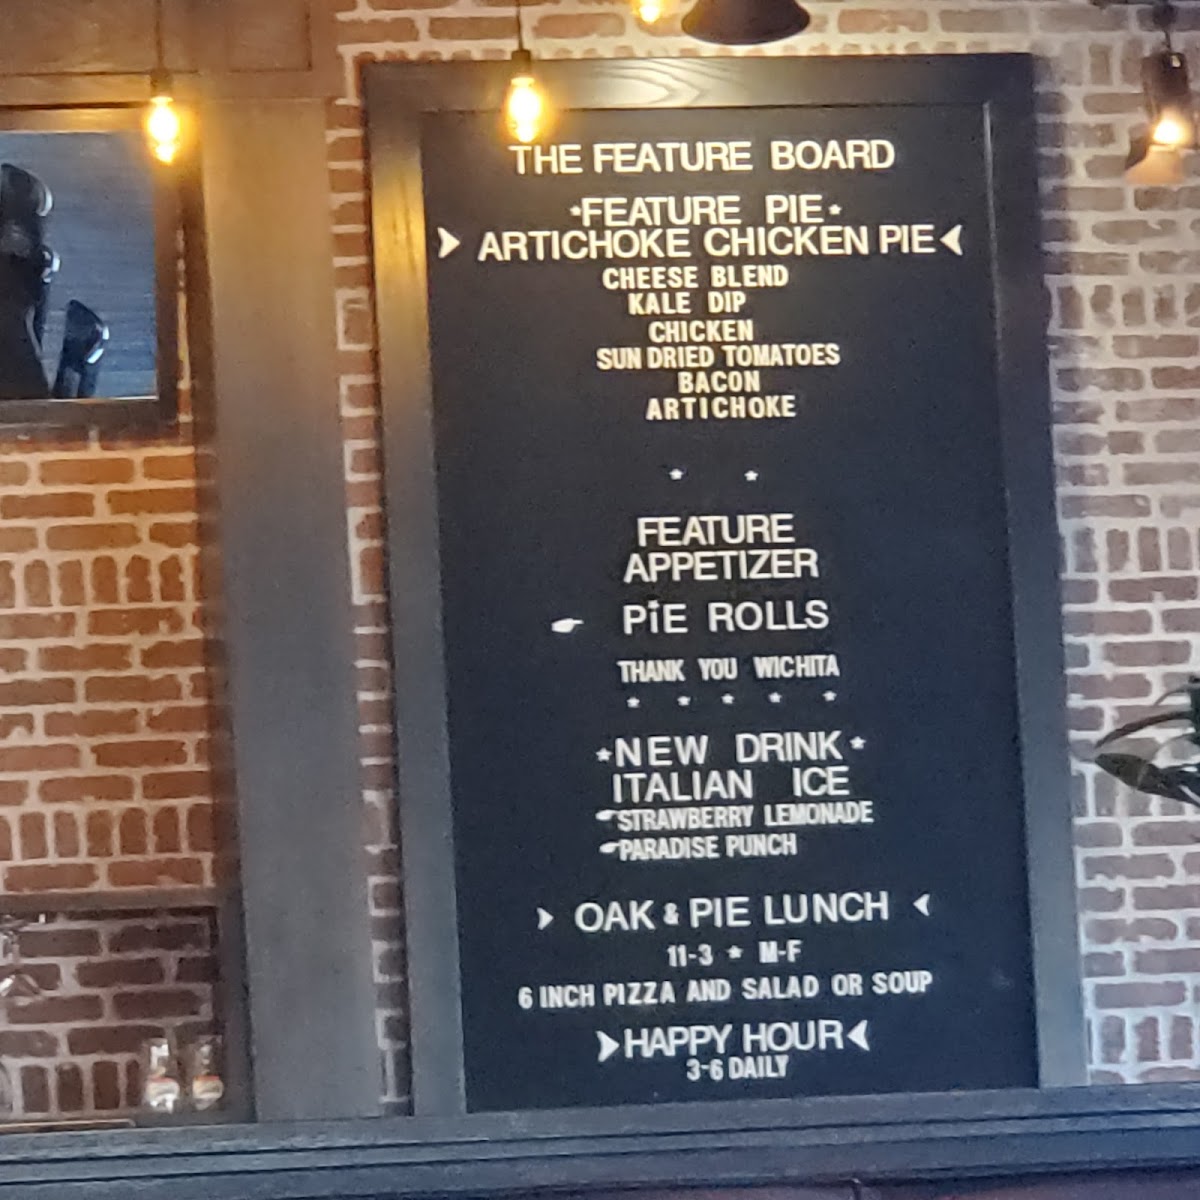 THE FEATURE BOARD
*FEATURE PIE*
ARTICHOKE CHICKEN PIE
CHEESE BLEND
KALE DIP
CHICKEN
SUN DRIED TOMATOES
BACON
ARTICHOKE
* *
FEATURE
APPETIZER
PiE ROLLS
THANK YOU WICHITA
* * * * *
*NEW DRINK*
ITALIAN ICE
STRAWBERRY LEMONADE
PARADISE PUNCH
OAK & PIE LUNCH
11-3 * M-F
6 INCH PIZZA AND SALAD OR SOUP
HAPPY HOUR
3-6 DAILY